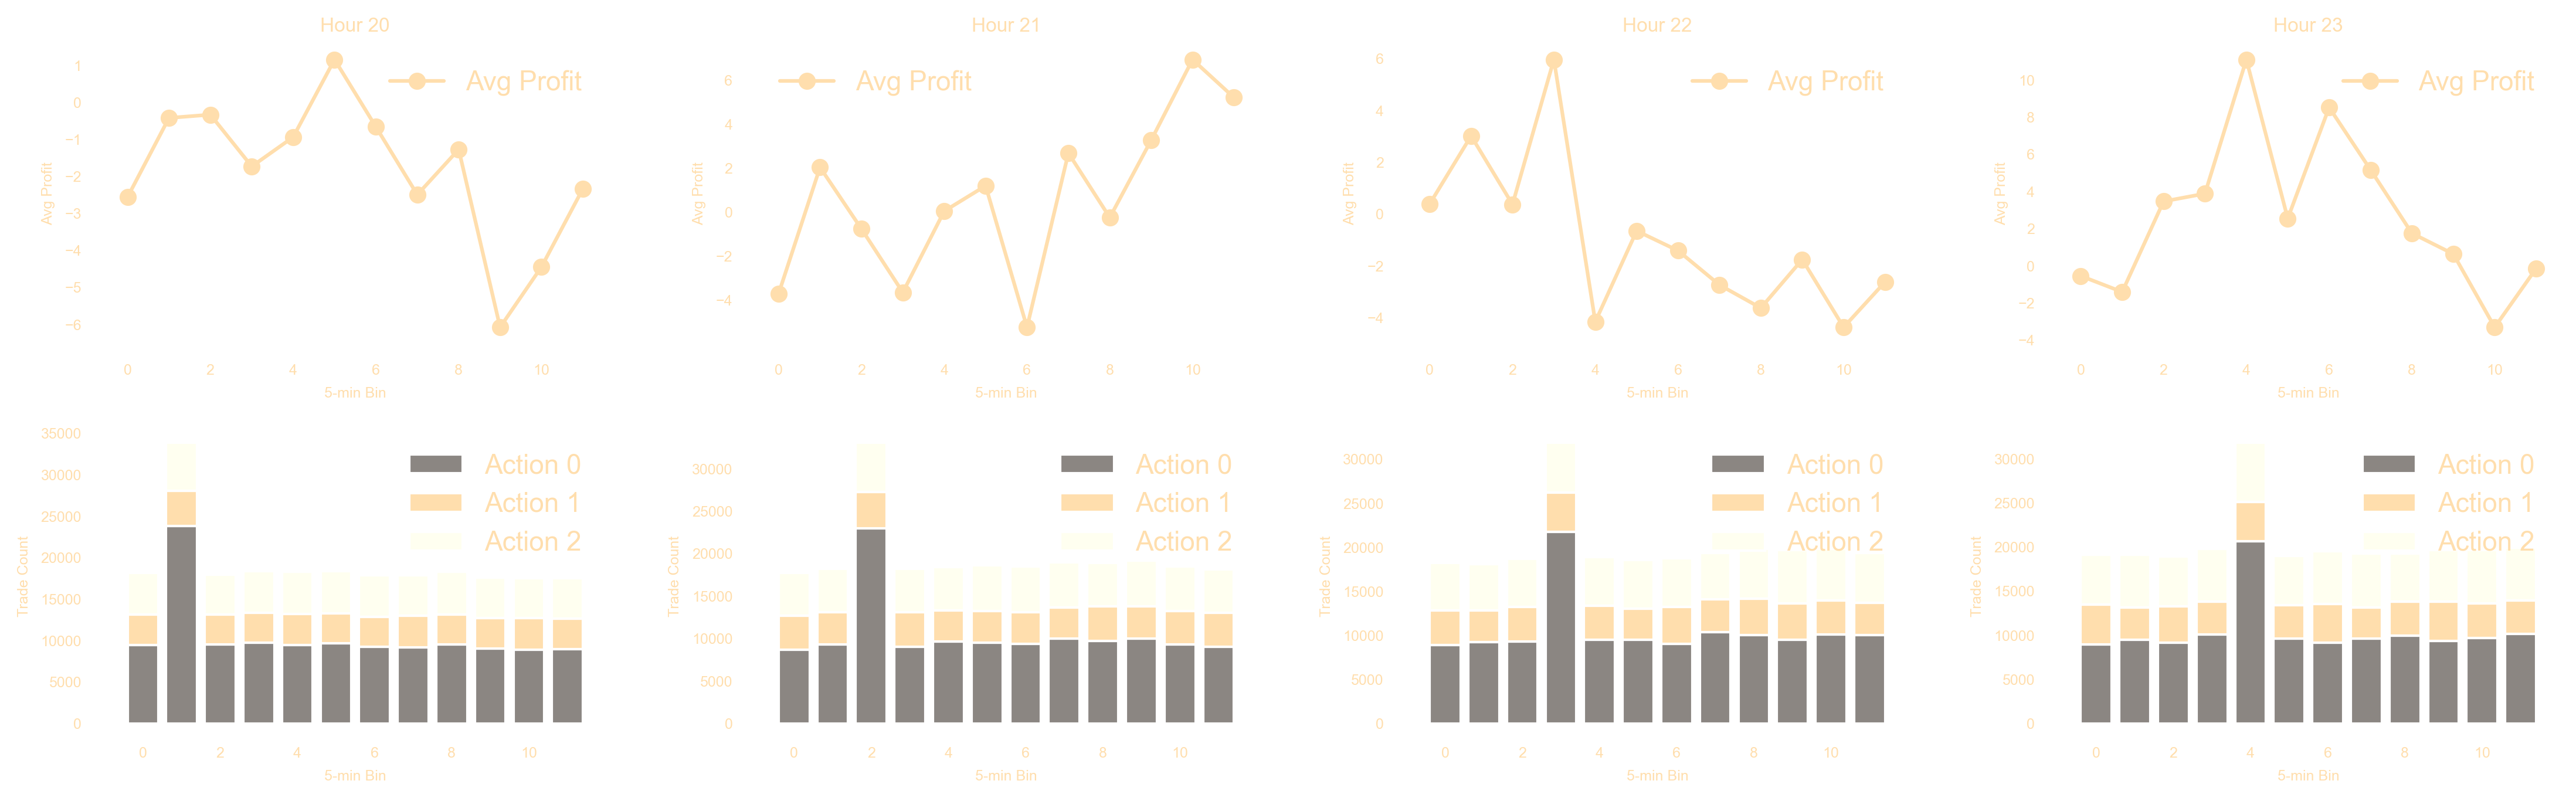 Hour 20
Avg Profit
1
0
−1
−2
−3
−4
−5
−6
Avg Profit
0 2 4 6 8 10
5-min Bin
Hour 21
Avg Profit
6
4
2
0
−2
−4
Avg Profit
0 2 4 6 8 10
5-min Bin
Hour 22
Avg Profit
6
4
2
0
−2
−4
Avg Profit
0 2 4 6 8 10
5-min Bin
Hour 23
Avg Profit
10
8
6
4
2
0
−2
−4
Avg Profit
0 2 4 6 8 10
5-min Bin
35000
30000
25000
20000
15000
10000
5000
0
Trade Count
Action 0
Action 1
Action 2
0 2 4 6 8 10
5-min Bin
30000
25000
20000
15000
10000
5000
0
Trade Count
Action 0
Action 1
Action 2
0 2 4 6 8 10
5-min Bin
30000
25000
20000
15000
10000
5000
0
Trade Count
Action 0
Action 1
Action 2
0 2 4 6 8 10
5-min Bin
30000
25000
20000
15000
10000
5000
0
Trade Count
Action 0
Action 1
Action 2
0 2 4 6 8 10
5-min Bin